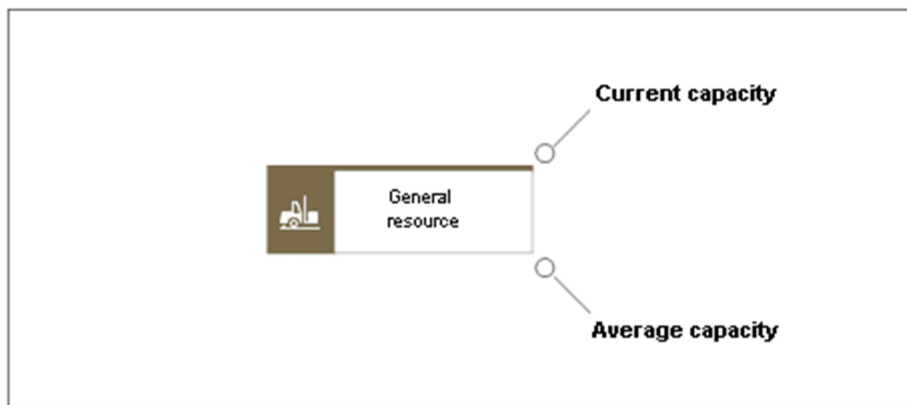 Current capacity
General
resource
Average capacity